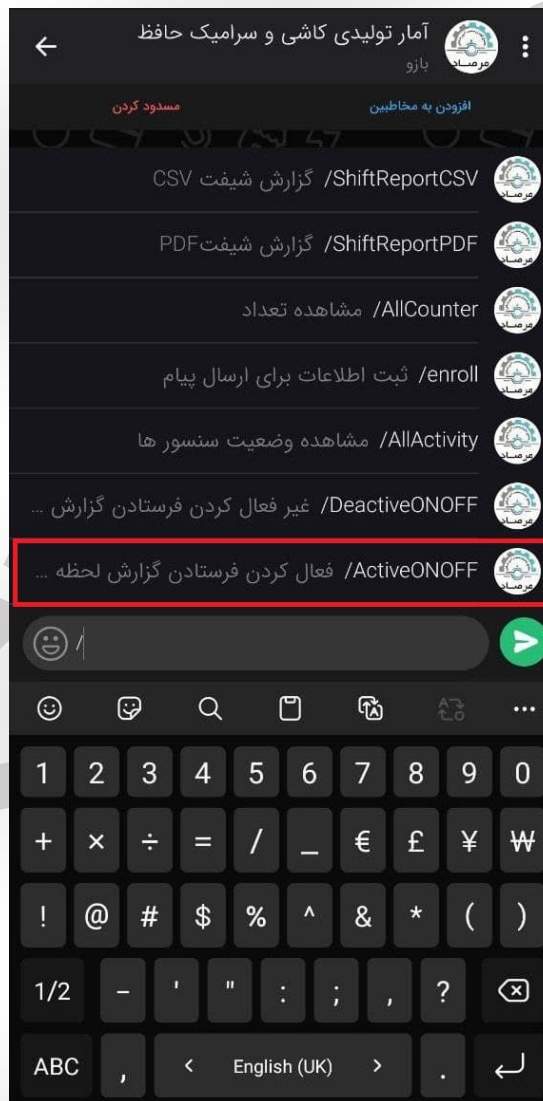 آمار تولیدی کاشی و سرامیک حافظ
بازو
افزودن به مخاطبین
مسدود کردن
/ShiftReportCSV گزارش شیفت CSV
/ShiftReportPDF گزارش شیفتPDF
/AllCounter مشاهده تعداد
/enroll ثبت اطلاعات برای ارسال پیام
/AllActivity مشاهده وضعیت سنسور ها
/DeactiveONOFF غیر فعال کردن فرستادن گزارش ...
/ActiveONOFF فعال کردن فرستادن گزارش لحظه ...
مرصاد
/
1 2 3 4 5 6 7 8 9 0
+ × ÷ = / _ € £ ¥ ₩
! @ # $ % ^ & * ( )
1/2 - ' " : ; , ?
ABC , < English (UK) > .